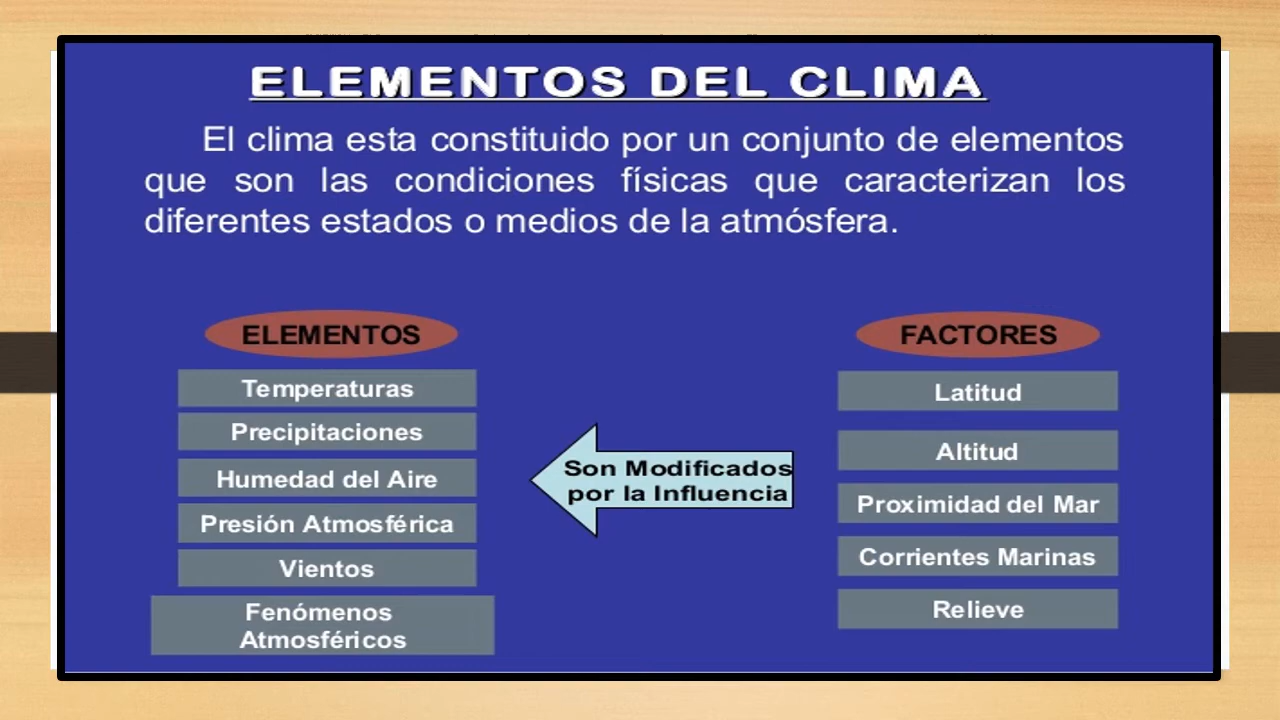 ELEMENTOS DEL CLIMA
El clima esta constituido por un conjunto de elementos
que son las condiciones físicas que caracterizan los
diferentes estados o medios de la atmósfera.
ELEMENTOS
Temperaturas
Precipitaciones
Humedad del Aire
Presión Atmosférica
Vientos
Fenómenos
Atmosféricos
Son Modificados
por la Influencia
FACTORES
Latitud
Altitud
Proximidad del Mar
Corrientes Marinas
Relieve